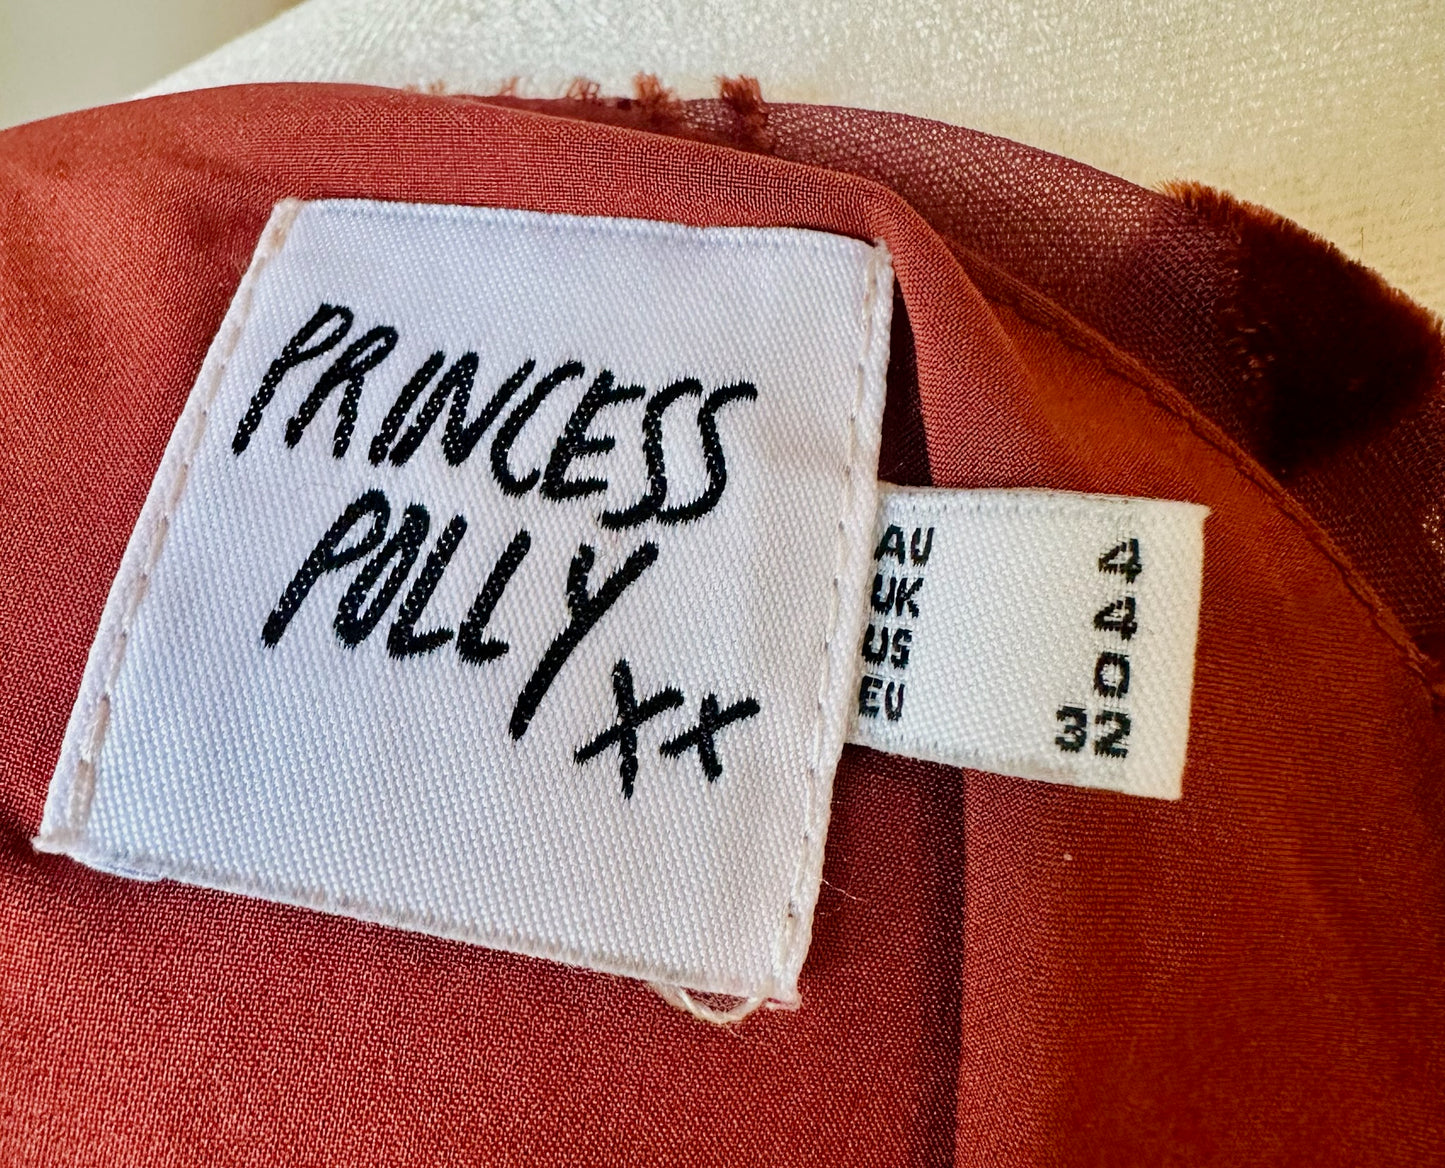 PRINCESS
POLLY
xx
AU 4
UK 4
US 0
EU 32